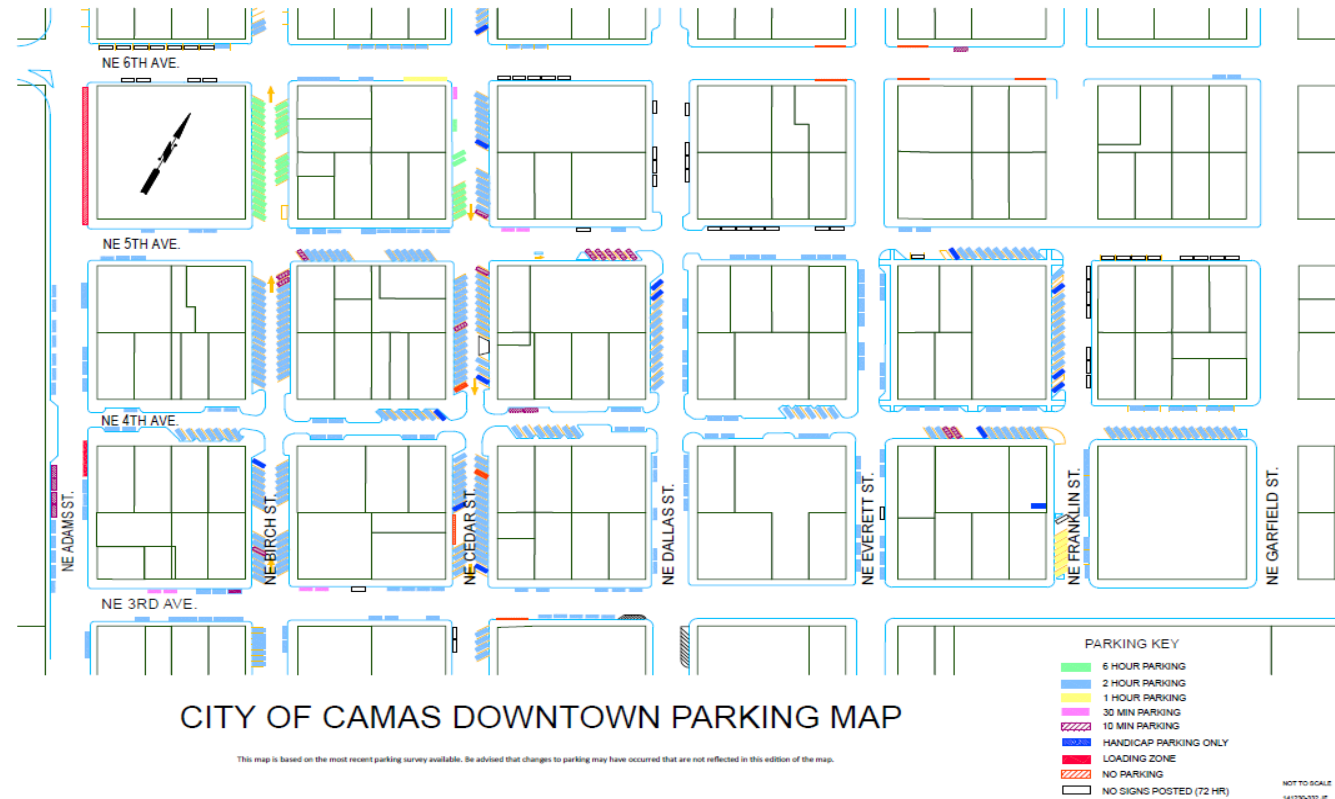 NE 6TH AVE.
NE 5TH AVE.
NE 4TH AVE.
NE ADAMS ST.
NE BIRCH ST.
NE CEDAR ST.
NE DALLAS ST.
NE EVERETT ST.
NE FRANKLIN ST.
NE GARFIELD ST.
NE 3RD AVE.
PARKING KEY
6 HOUR PARKING
2 HOUR PARKING
1 HOUR PARKING
30 MIN PARKING
10 MIN PARKING
HANDICAP PARKING ONLY
LOADING ZONE
NO PARKING
NO SIGNS POSTED (72 HR)
CITY OF CAMAS DOWNTOWN PARKING MAP
This map is based on the most recent parking survey available. Be advised that changes to parking may have occurred that are not reflected in this edition of the map.
NOT TO SCALE